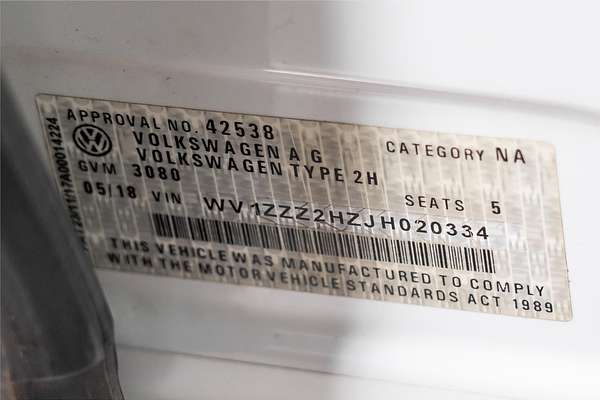 APPROVAL NO. 42538
VOLKSWAGEN AG CATEGORY NA
VOLKSWAGEN TYPE 2H
GVM 3080
05/18 VIN SEATS 5
WV1ZZZ2HZJH020334
THIS VEHICLE WAS MANUFACTURED TO COMPLY
WITH THE MOTOR VEHICLE STANDARDS ACT 1989